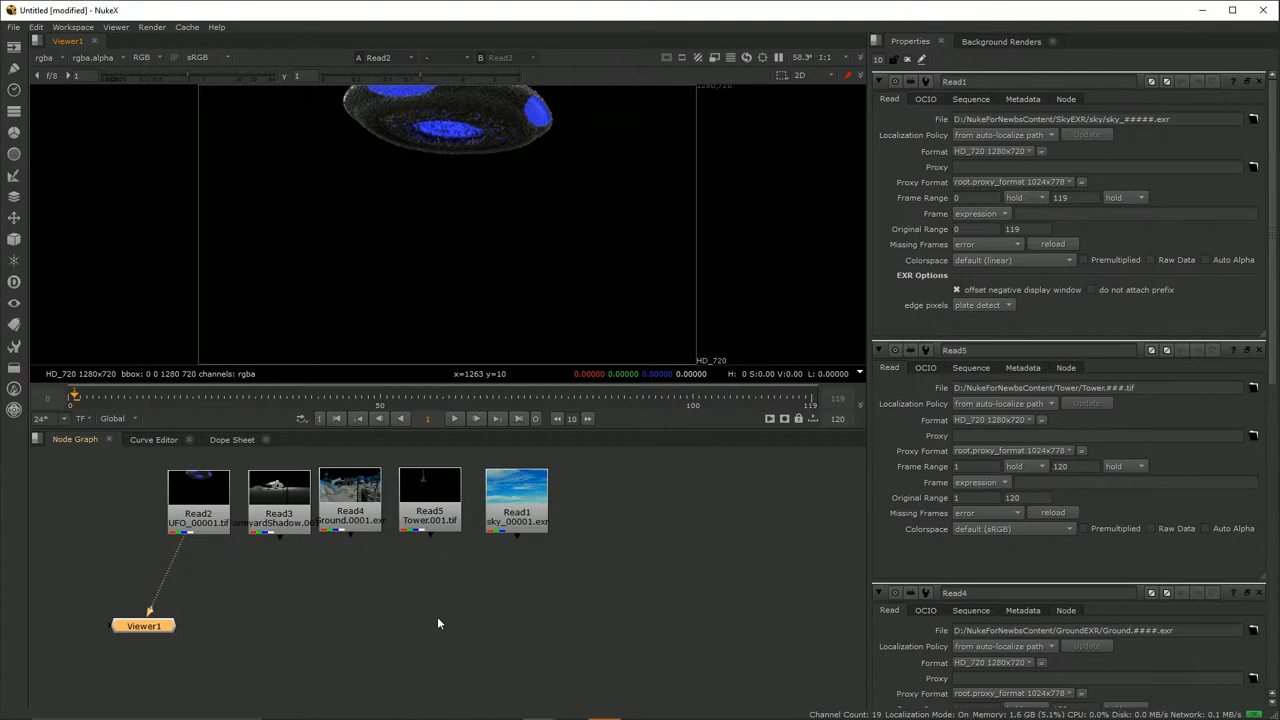 Untitled [modified] - NukeX
File Edit Workspace Viewer Render Cache Help
Viewer1
Properties
Background Renders
rgba rgba.alpha RGB IP sRGB A Read2 - B Read2 58.3 1:1
f/8 1 Y 1 2D
10
1280,720
HD_720
HD_720 1280x720 bbox: 0 0 1280 720 channels: rgba x=1263 y=10 0.00000 0.00000 0.00000 0.00000 H: 0 S:0.00 V:0.00 L: 0.00000
0 0 50 100 119 119
24* TF Global 1 10 120
Node Graph Curve Editor Dope Sheet
Read2
UFO_00001.tif
Read3
Read4
Ground.0001.exr
Read5
Tower.001.tif
Read1
sky_00001.exr
Viewer1
Read1
Read OCIO Sequence Metadata Node
File D:/NukeForNewbsContent/SkyEXR/sky/sky_#####.exr
Localization Policy from auto-localize path Update
Format HD_720 1280x720 =
Proxy
Proxy Format root.proxy_format 1024x778 =
Frame Range 0 hold 119 hold
Frame expression
Original Range 0 119
Missing Frames error reload
Colorspace default (linear) Premultiplied Raw Data Auto Alpha
EXR Options
offset negative display window do not attach prefix
edge pixels plate detect
Read5
Read OCIO Sequence Metadata Node
File D:/NukeForNewbsContent/Tower/Tower.###.tif
Localization Policy from auto-localize path Update
Format HD_720 1280x720 =
Proxy
Proxy Format root.proxy_format 1024x778 =
Frame Range 1 hold 120 hold
Frame expression
Original Range 1 120
Missing Frames error reload
Colorspace default (sRGB) Premultiplied Raw Data Auto Alpha
Read4
Read OCIO Sequence Metadata Node
File D:/NukeForNewbsContent/GroundEXR/Ground.####.exr
Localization Policy from auto-localize path Update
Format HD_720 1280x720 =
Proxy
Proxy Format root.proxy_format 1024x778 =
Channel Count: 19 Localization Mode: On Memory: 1.6 GB (5.1%) CPU: 0.0% Disk: 0.0 MB/s Network: 0.1 MB/s